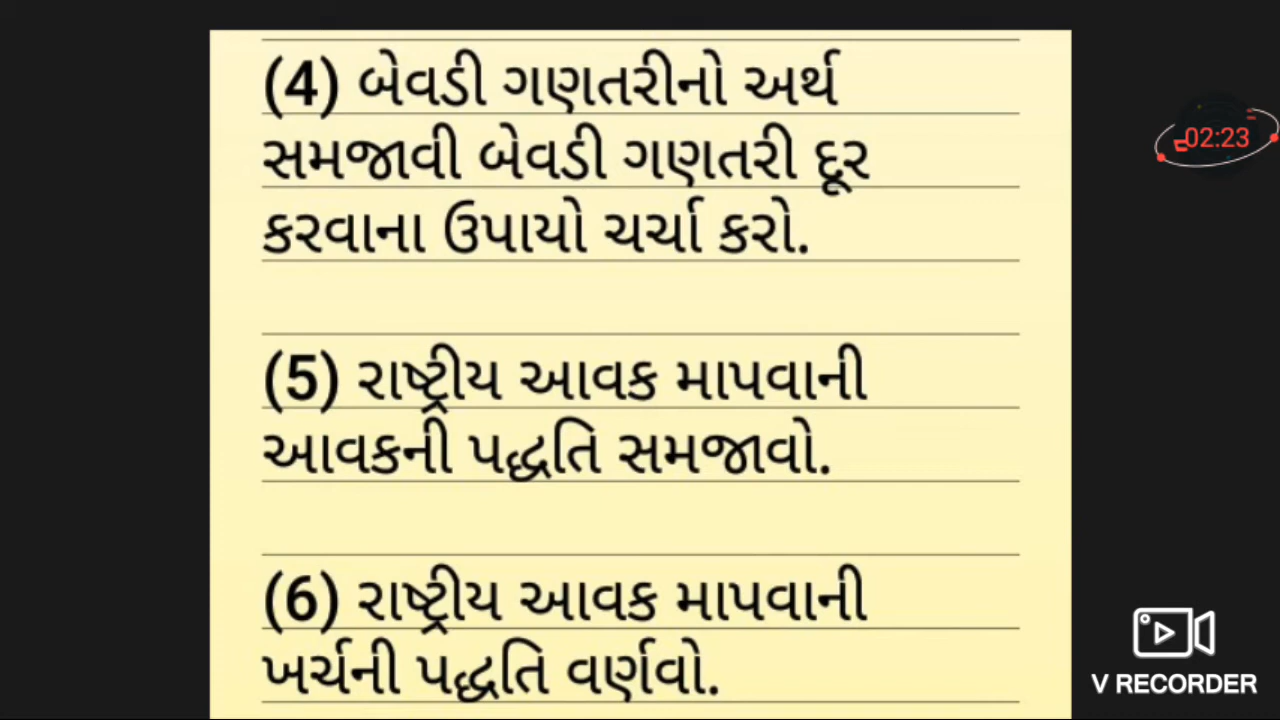 (4) બેવડી ગણતરીનો અર્થ
સમજાવી બેવડી ગણતરી દૂર
કરવાના ઉપાયો ચર્ચા કરો.
(5) રાષ્ટ્રીય આવક માપવાની
આવકની પદ્ધતિ સમજાવો.
(6) રાષ્ટ્રીય આવક માપવાની
ખર્ચની પદ્ધતિ વર્ણવો.
02:23
V RECORDER